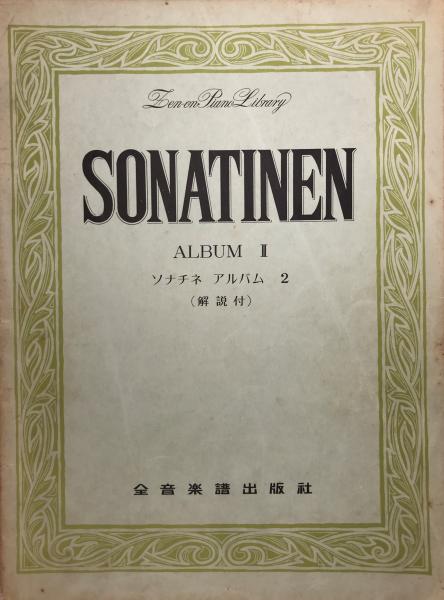 Zen-on Piano Library
SONATINEN
ALBUM Ⅱ
ソナチネ アルバム 2
(解説付)
全音楽譜出版社